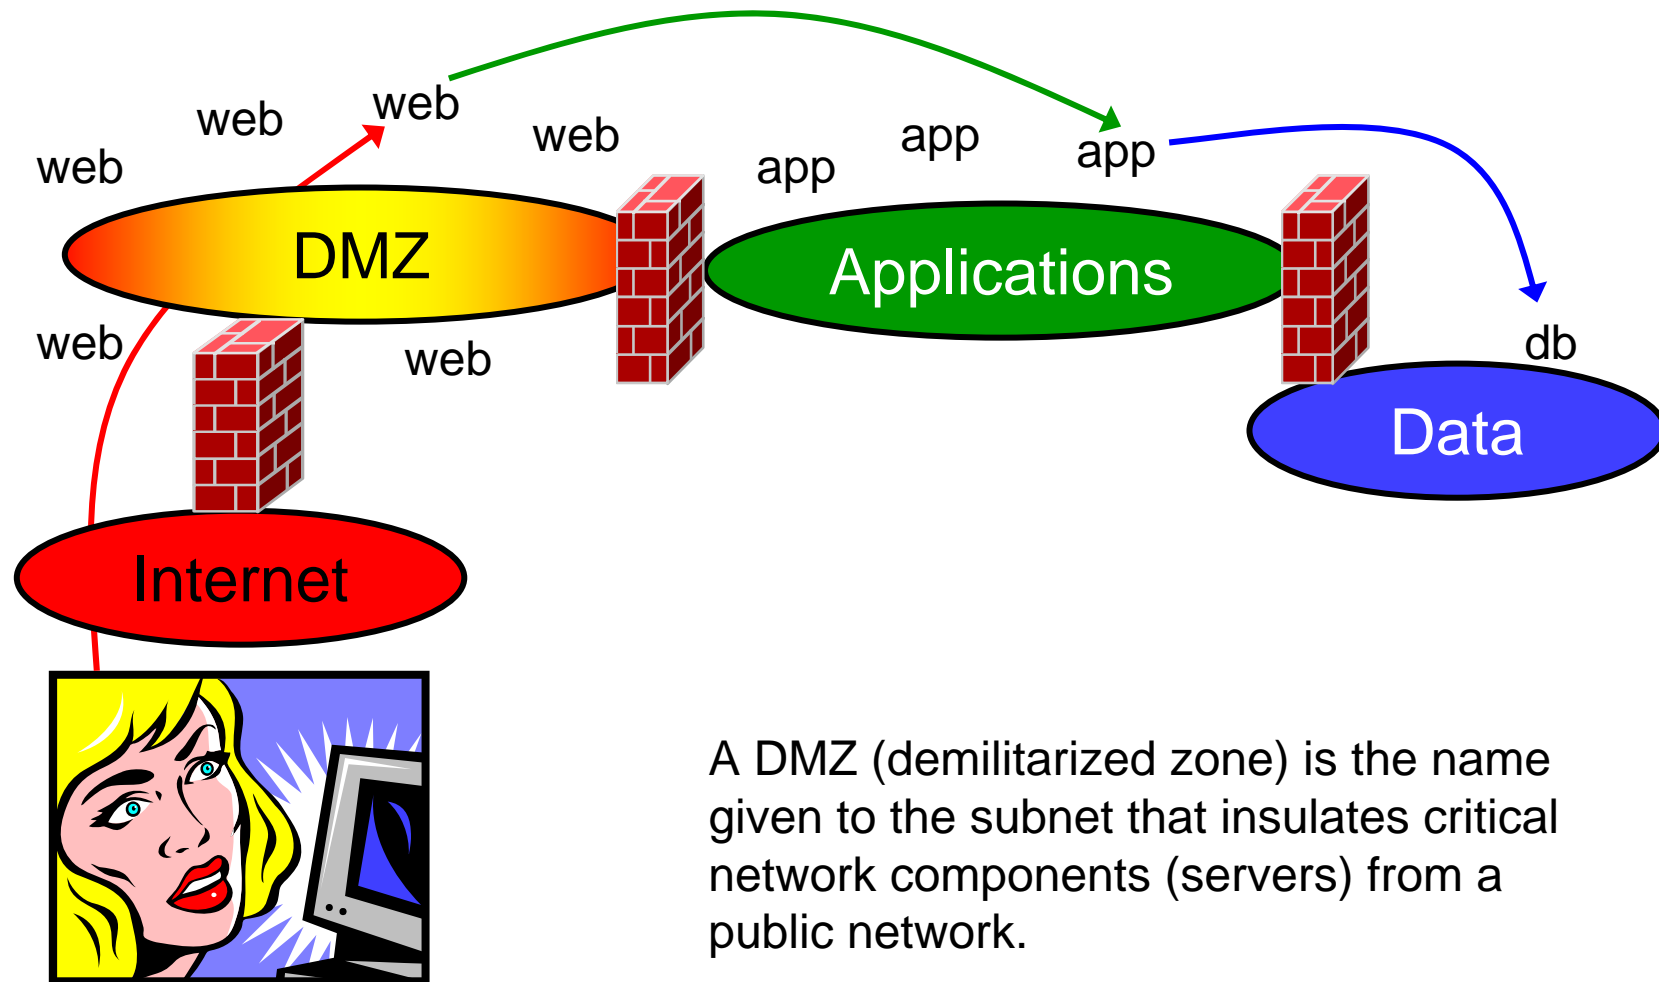 web
web
web
web
app
app
app
DMZ
Applications
web
web
db
Data
Internet
A DMZ (demilitarized zone) is the name
given to the subnet that insulates critical
network components (servers) from a
public network.